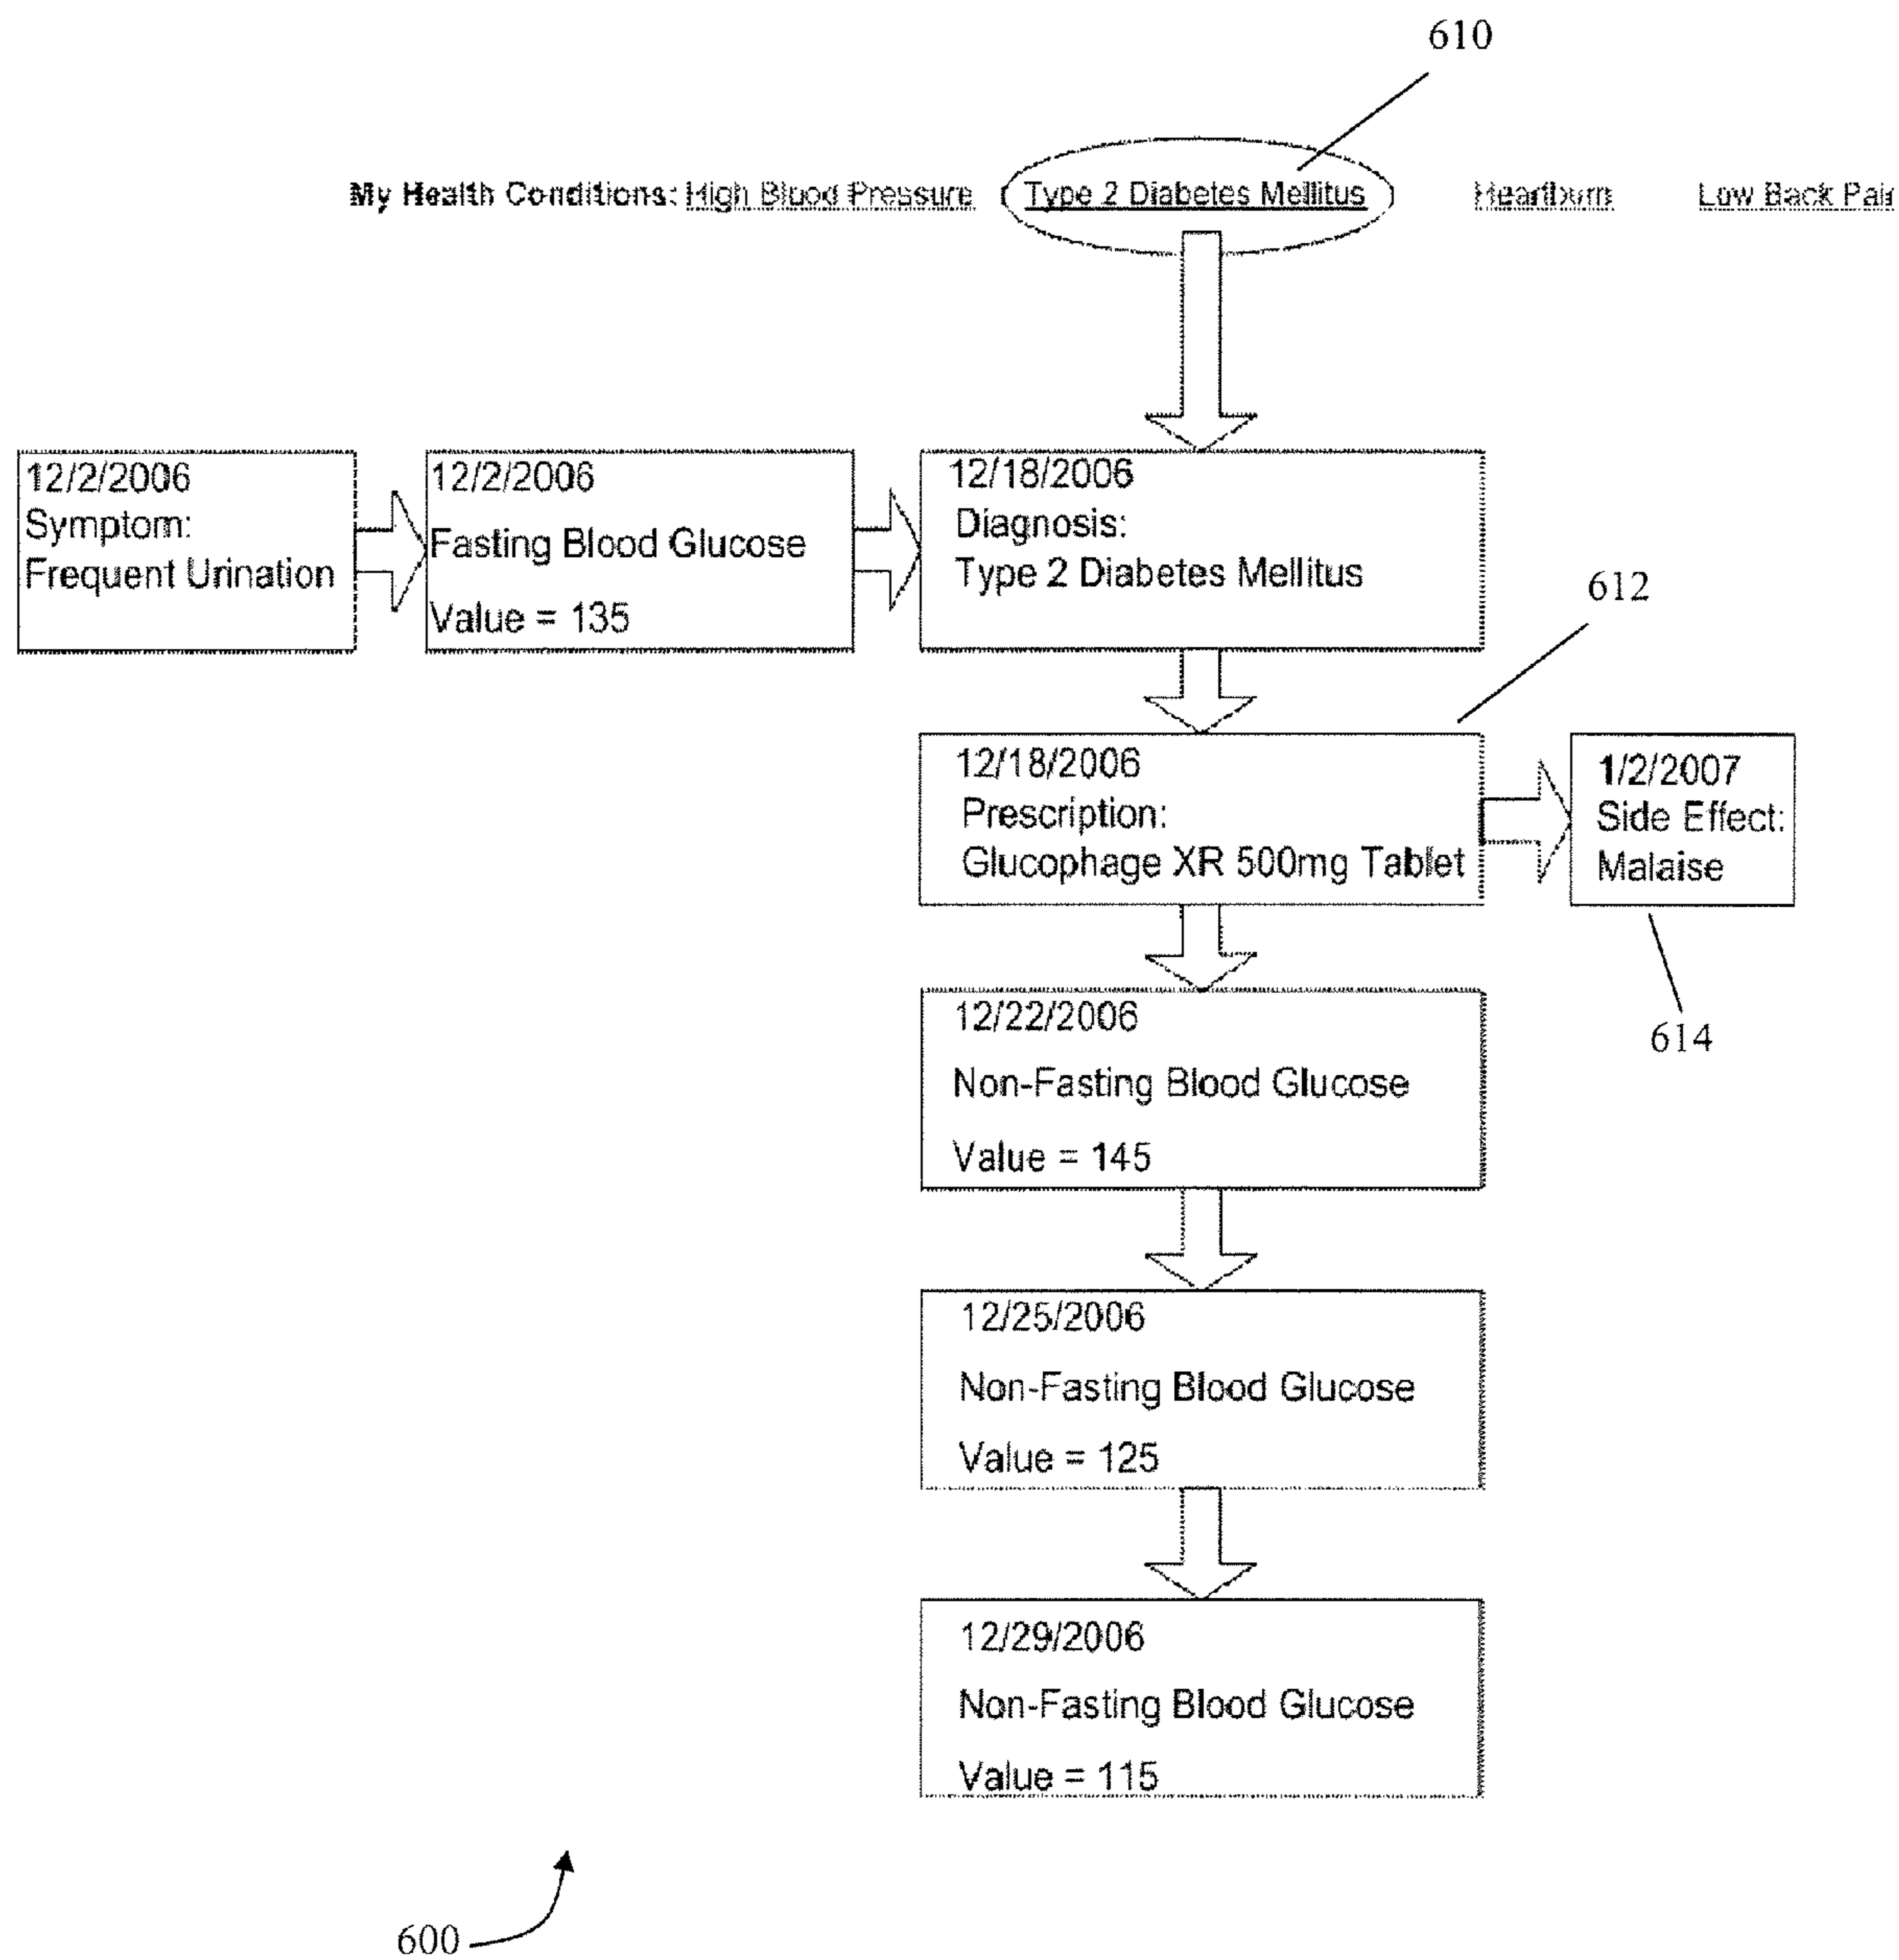 610
My Health Conditions: High Blood Pressure Type 2 Diabetes Mellitus Heartburn Low Back Pain
12/2/2006
Symptom:
Frequent Urination
12/2/2006
Fasting Blood Glucose
Value = 135
12/18/2006
Diagnosis:
Type 2 Diabetes Mellitus
612
12/18/2006
Prescription:
Glucophage XR 500mg Tablet
1/2/2007
Side Effect:
Malaise
614
12/22/2006
Non-Fasting Blood Glucose
Value = 145
12/25/2006
Non-Fasting Blood Glucose
Value = 125
12/29/2006
Non-Fasting Blood Glucose
Value = 115
600